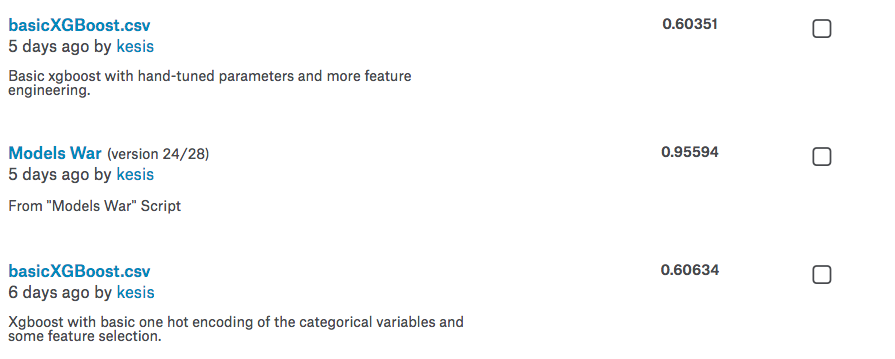 basicXGBoost.csv 0.60351
5 days ago by kesis
Basic xgboost with hand-tuned parameters and more feature
engineering.
Models War (version 24/28) 0.95594
5 days ago by kesis
From "Models War" Script
basicXGBoost.csv 0.60634
6 days ago by kesis
Xgboost with basic one hot encoding of the categorical variables and
some feature selection.